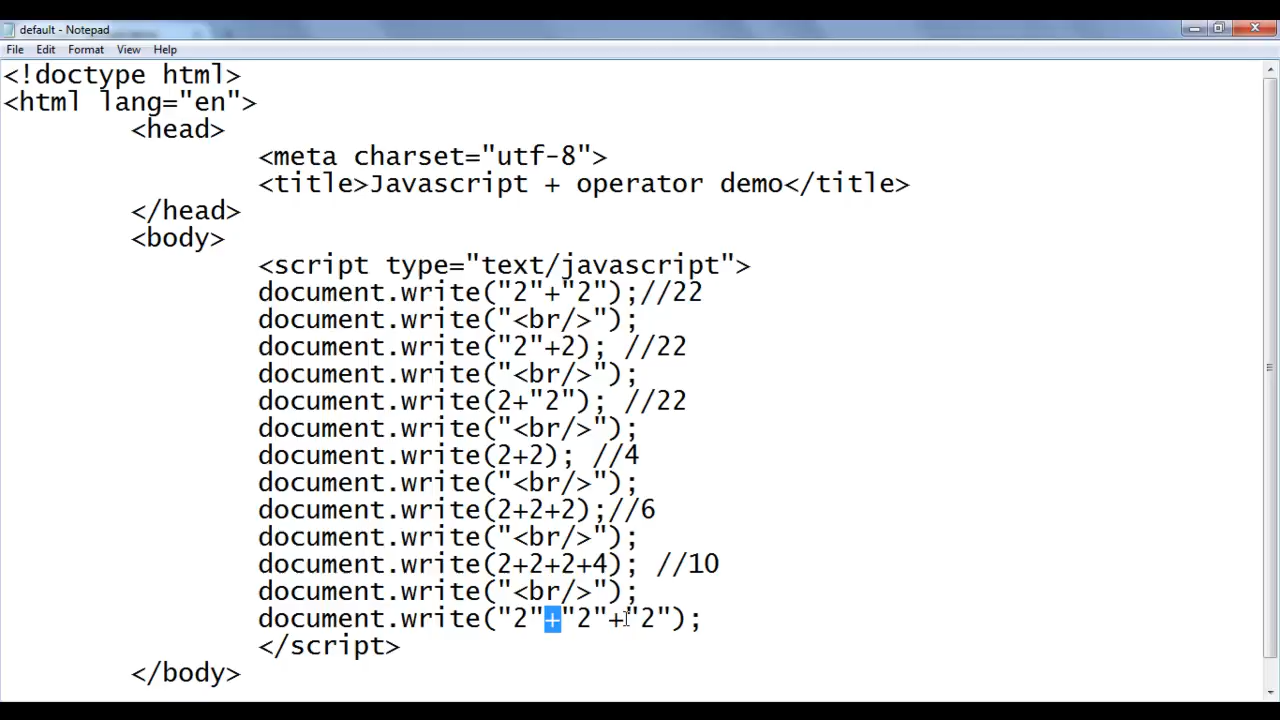 default - Notepad
File Edit Format View Help
<!doctype html>
<html lang="en">
<head>
<meta charset="utf-8">
<title>Javascript + operator demo</title>
</head>
<body>
<script type="text/javascript">
document.write("2"+"2");//22
document.write("<br/>");
document.write("2"+2); //22
document.write("<br/>");
document.write(2+"2"); //22
document.write("<br/>");
document.write(2+2); //4
document.write("<br/>");
document.write(2+2+2);//6
document.write("<br/>");
document.write(2+2+2+4); //10
document.write("<br/>");
document.write("2"+"2"+"2");
</script>
</body>